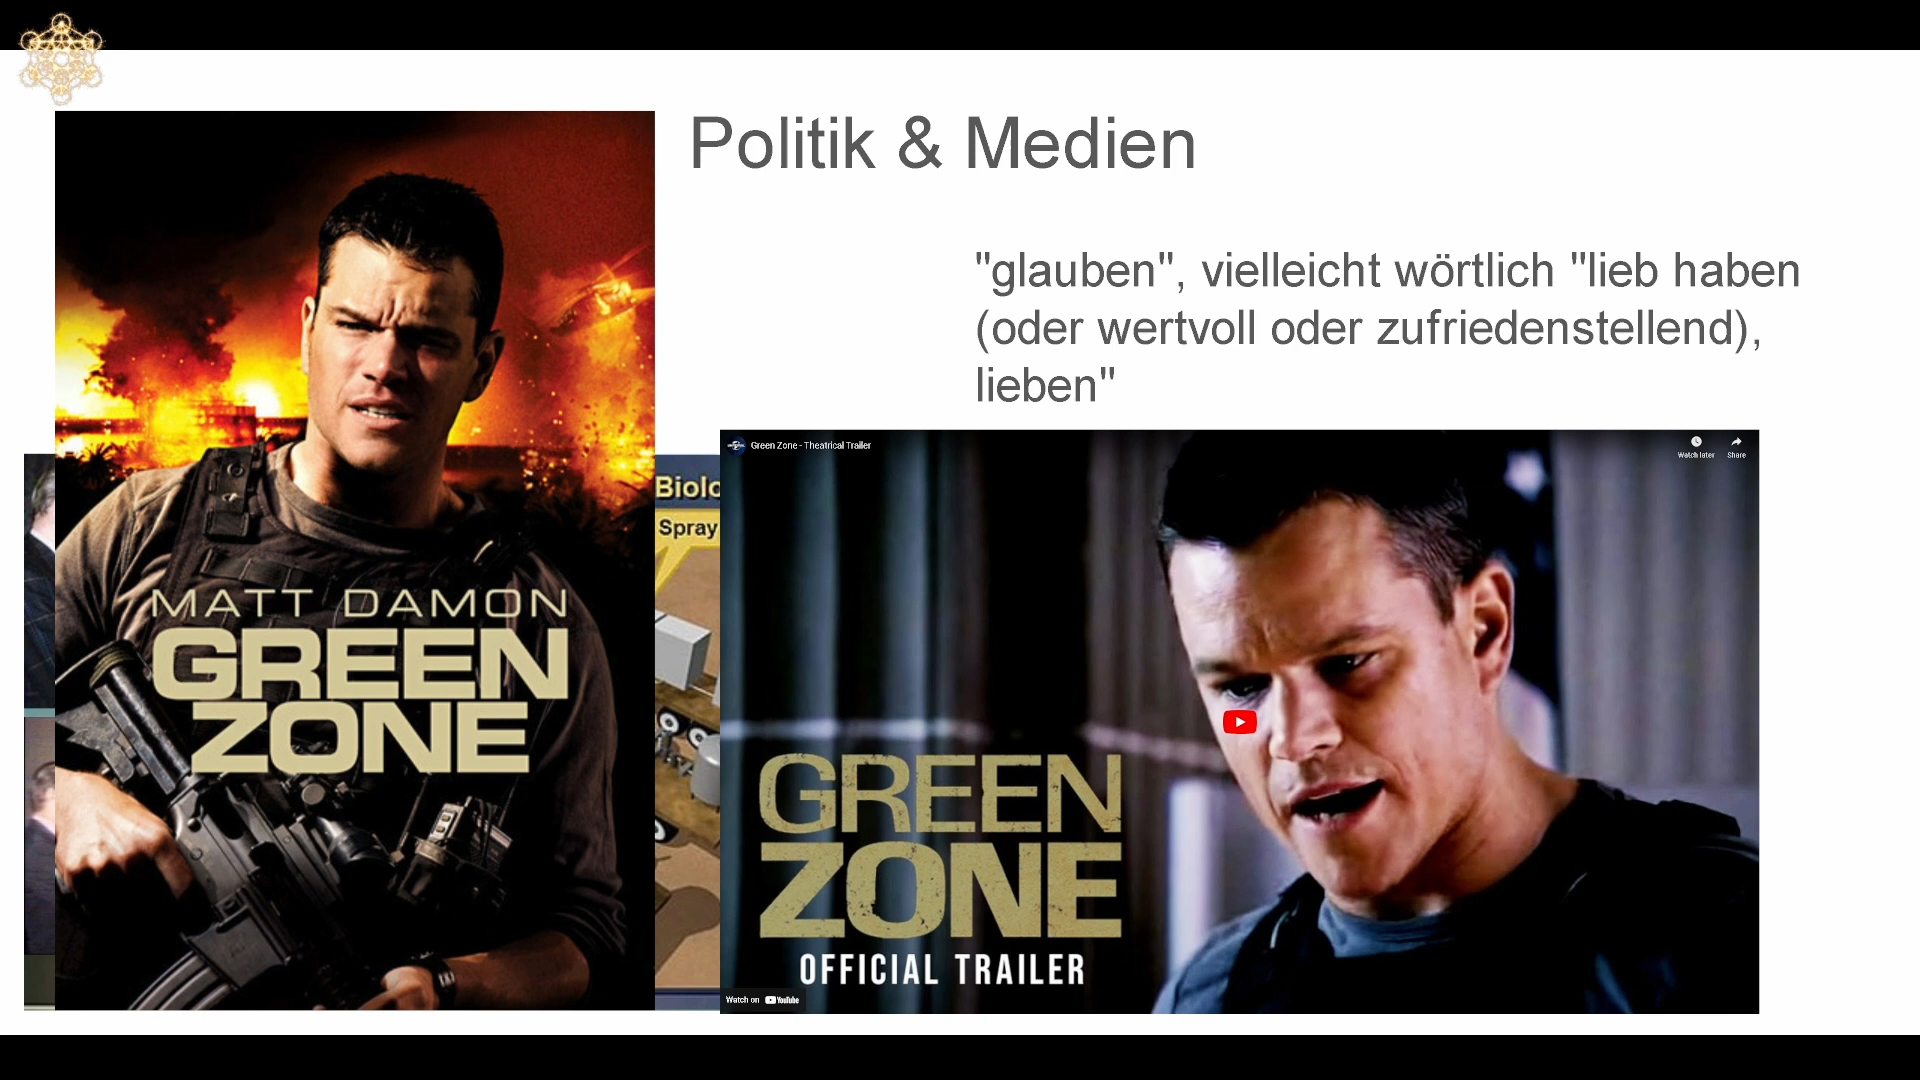 Politik & Medien
"glauben", vielleicht wörtlich "lieb haben
(oder wertvoll oder zufriedenstellend),
lieben"
MATT DAMON
GREEN
ZONE
Biolo
Spray
Green Zone - Theatrical Trailer
Watch later
Share
GREEN
ZONE
OFFICIAL TRAILER
Watch on YouTube